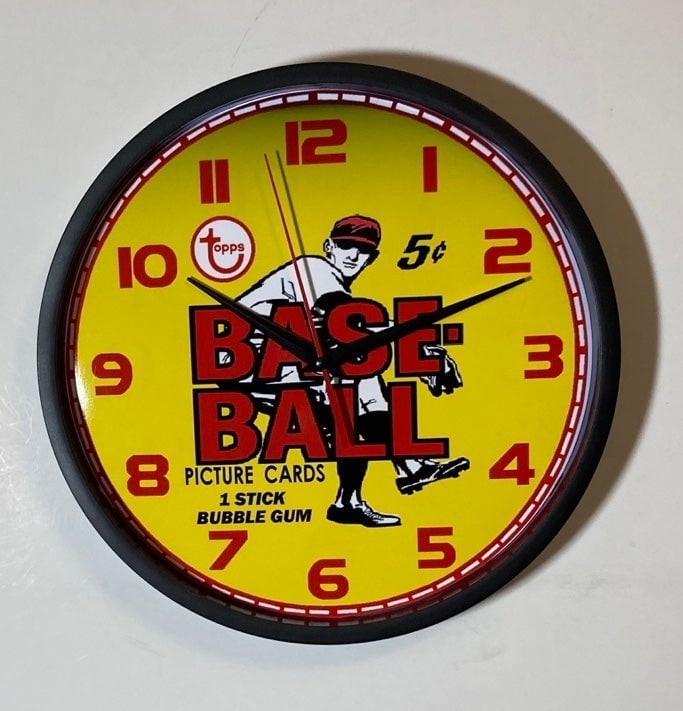 12
11
1
topps
5¢
10
2
BASE-
BALL
9
3
PICTURE CARDS
8
4
1 STICK
BUBBLE GUM
7
5
6